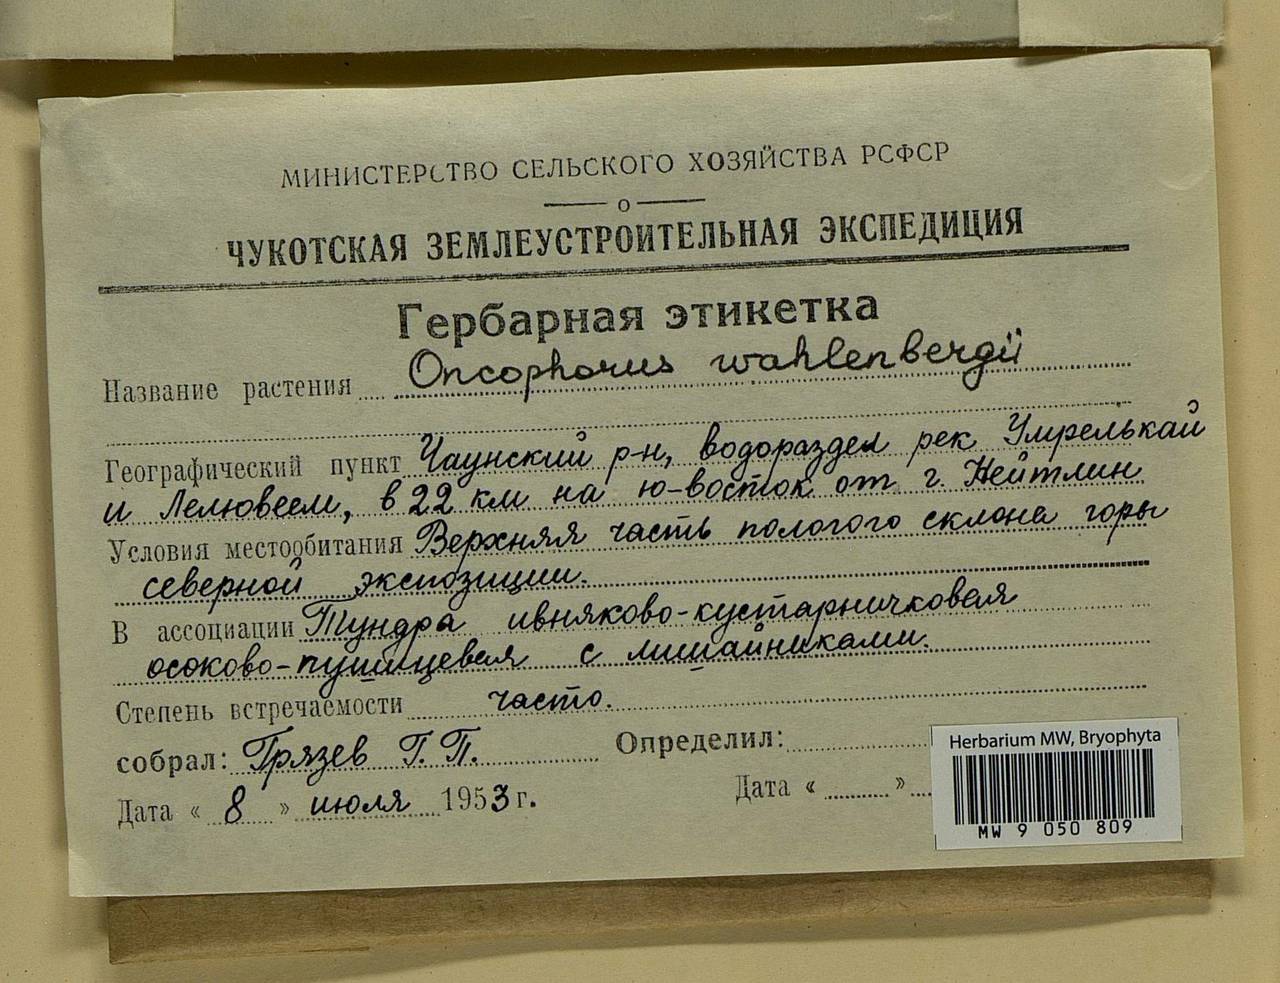 МИНИСТЕРСТВО СЕЛЬСКОГО ХОЗЯЙСТВА РСФСР
ЧУКОТСКАЯ ЗЕМЛЕУСТРОИТЕЛЬНАЯ ЭКСПЕДИЦИЯ
Гербарная этикетка
Название растения Oncophorus wahlenbergii
Географический пункт Чаунский р-н, водораздел рек Умрелькай
и Лелювеем, в 22 км на ю-восток от г. Нейтлин
Условия местообитания Верхняя часть пологого склона горы
северной экспозиции.
В ассоциации Тундра ивняково-кустарничковая
осоково-пушицевая с лишайниками.
Степень встречаемости часто.
собрал: Грязев Г. П. Определил:
Дата « 8 » июля 1953 г. Дата « »
Herbarium MW, Bryophyta
MW 9 050 809